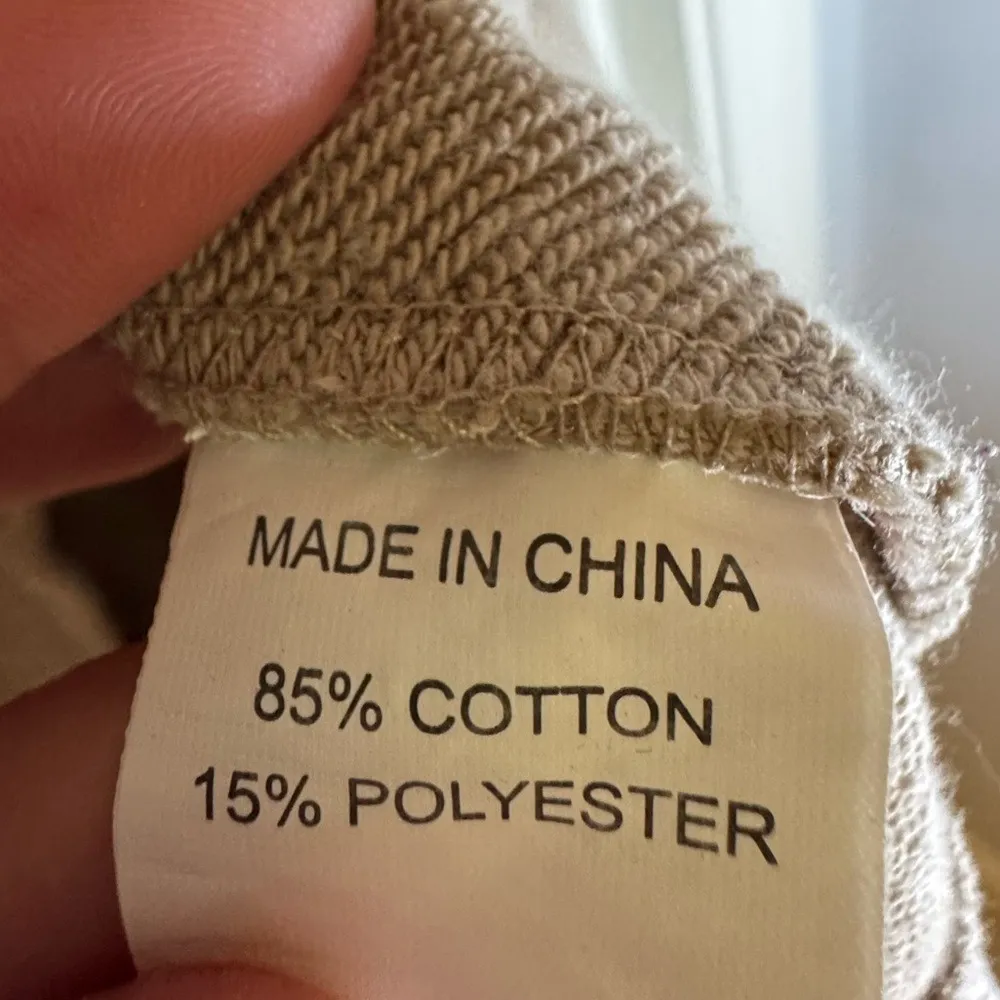 MADE IN CHINA
85% COTTON
15% POLYESTER